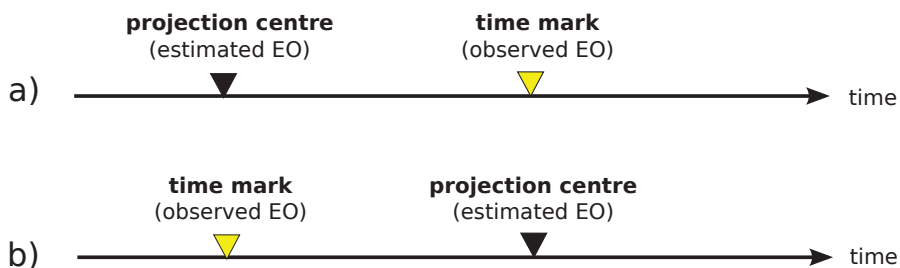 projection centre time mark
(estimated EO) (observed EO)
a) time
time mark projection centre
(observed EO) (estimated EO)
b) time